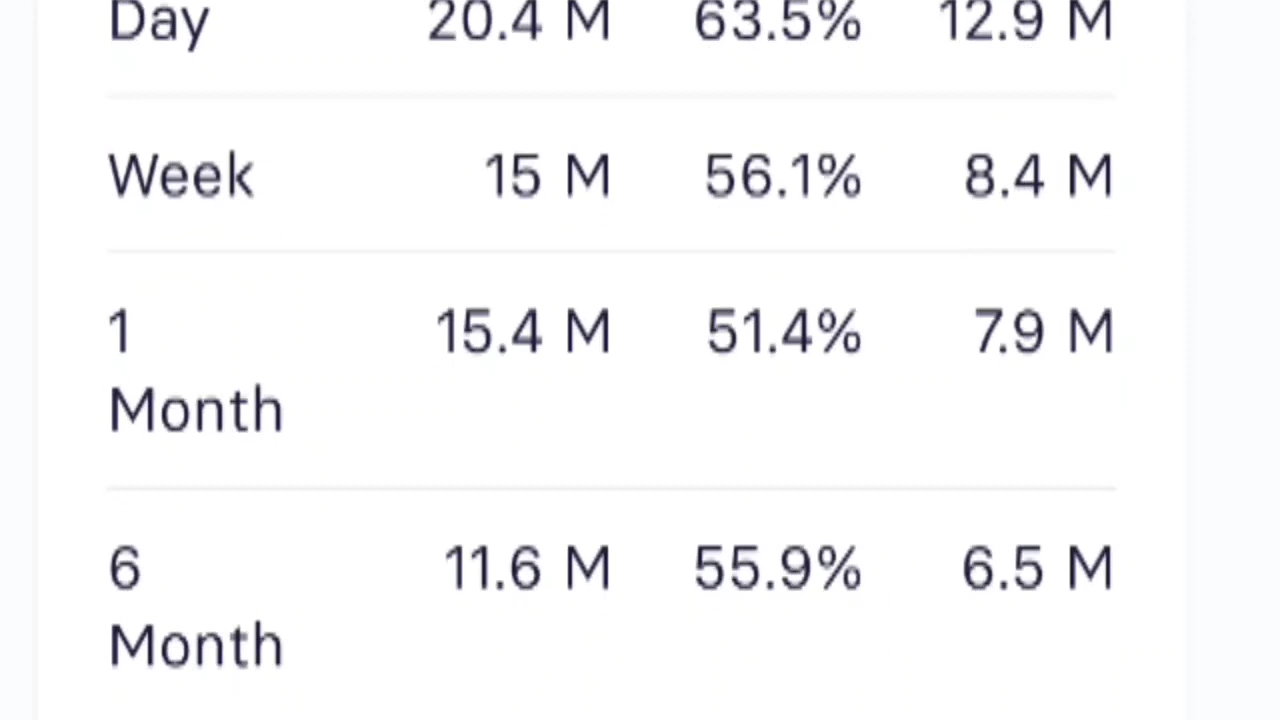 Day 20.4 M 63.5% 12.9 M
Week 15 M 56.1% 8.4 M
1 15.4 M 51.4% 7.9 M
Month
6 11.6 M 55.9% 6.5 M
Month